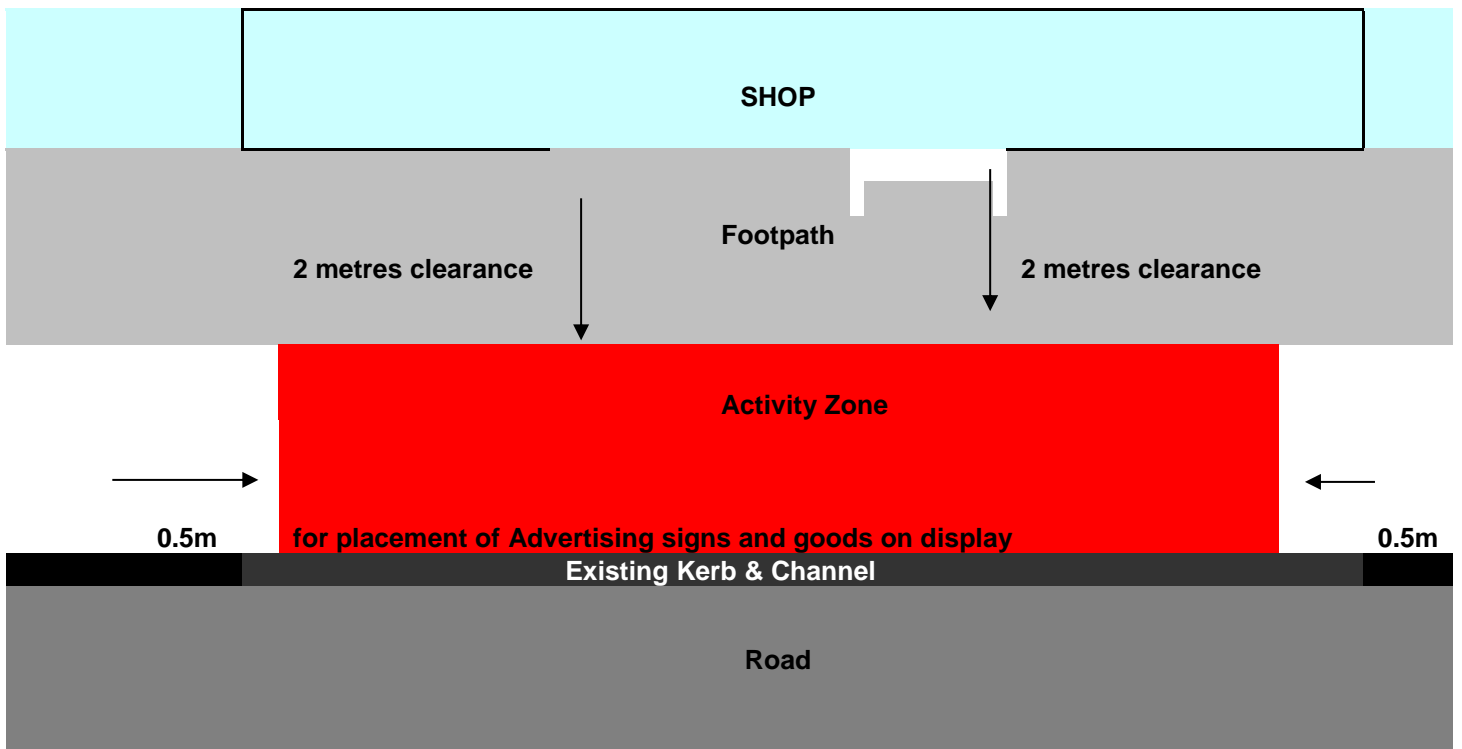 SHOP
Footpath
2 metres clearance
2 metres clearance
Activity Zone
0.5m
for placement of Advertising signs and goods on display
0.5m
Existing Kerb & Channel
Road